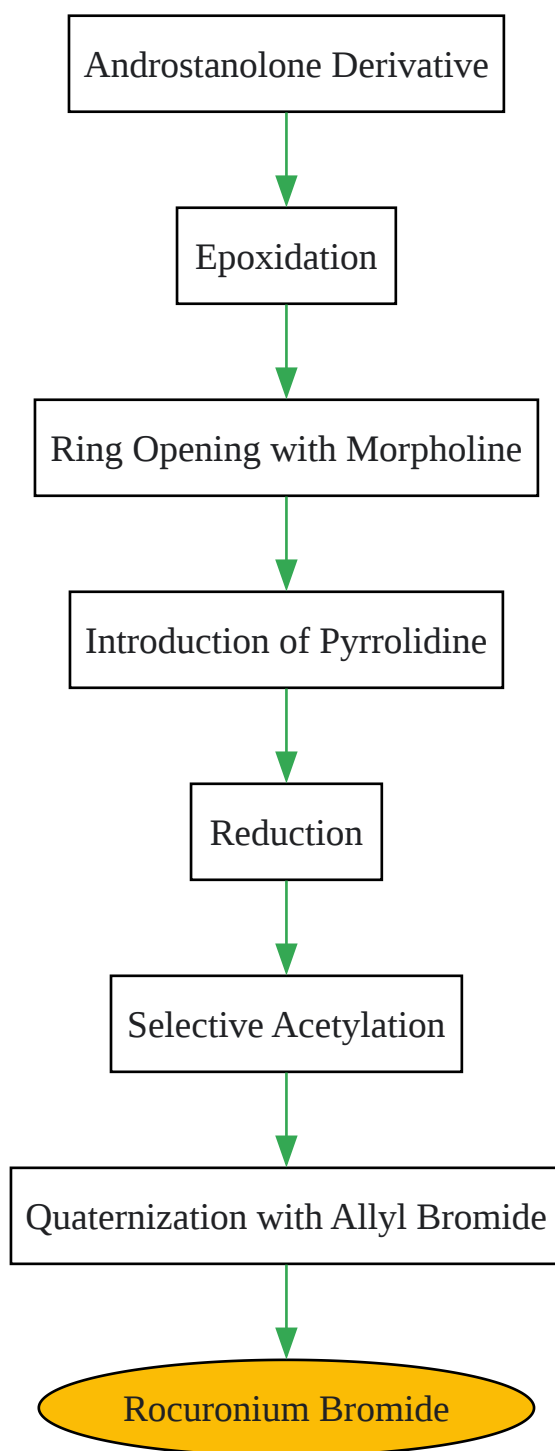 Androstanolone Derivative
Epoxidation
Ring Opening with Morpholine
Introduction of Pyrrolidine
Reduction
Selective Acetylation
Quaternization with Allyl Bromide
Rocuronium Bromide